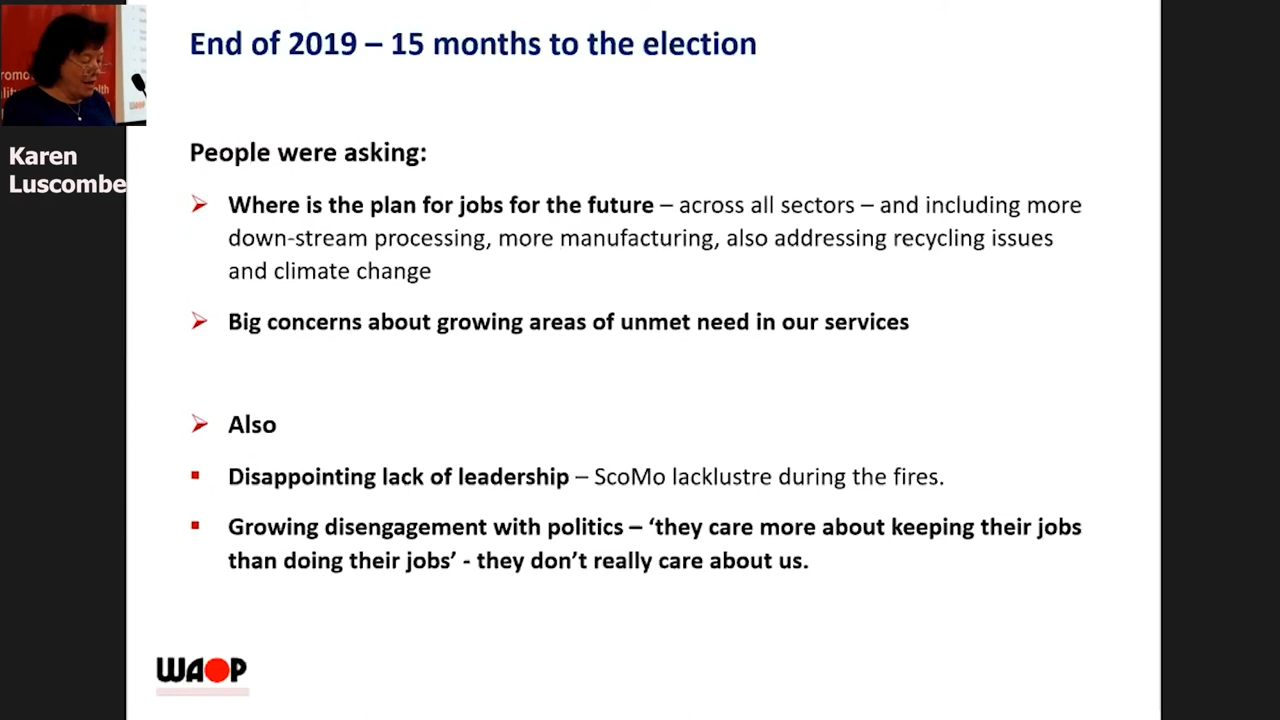 End of 2019 – 15 months to the election
Karen
Luscombe
People were asking:
Where is the plan for jobs for the future – across all sectors – and including more
down-stream processing, more manufacturing, also addressing recycling issues
and climate change
Big concerns about growing areas of unmet need in our services
Also
Disappointing lack of leadership – ScoMo lacklustre during the fires.
Growing disengagement with politics – ‘they care more about keeping their jobs
than doing their jobs’ - they don’t really care about us.
WAOP